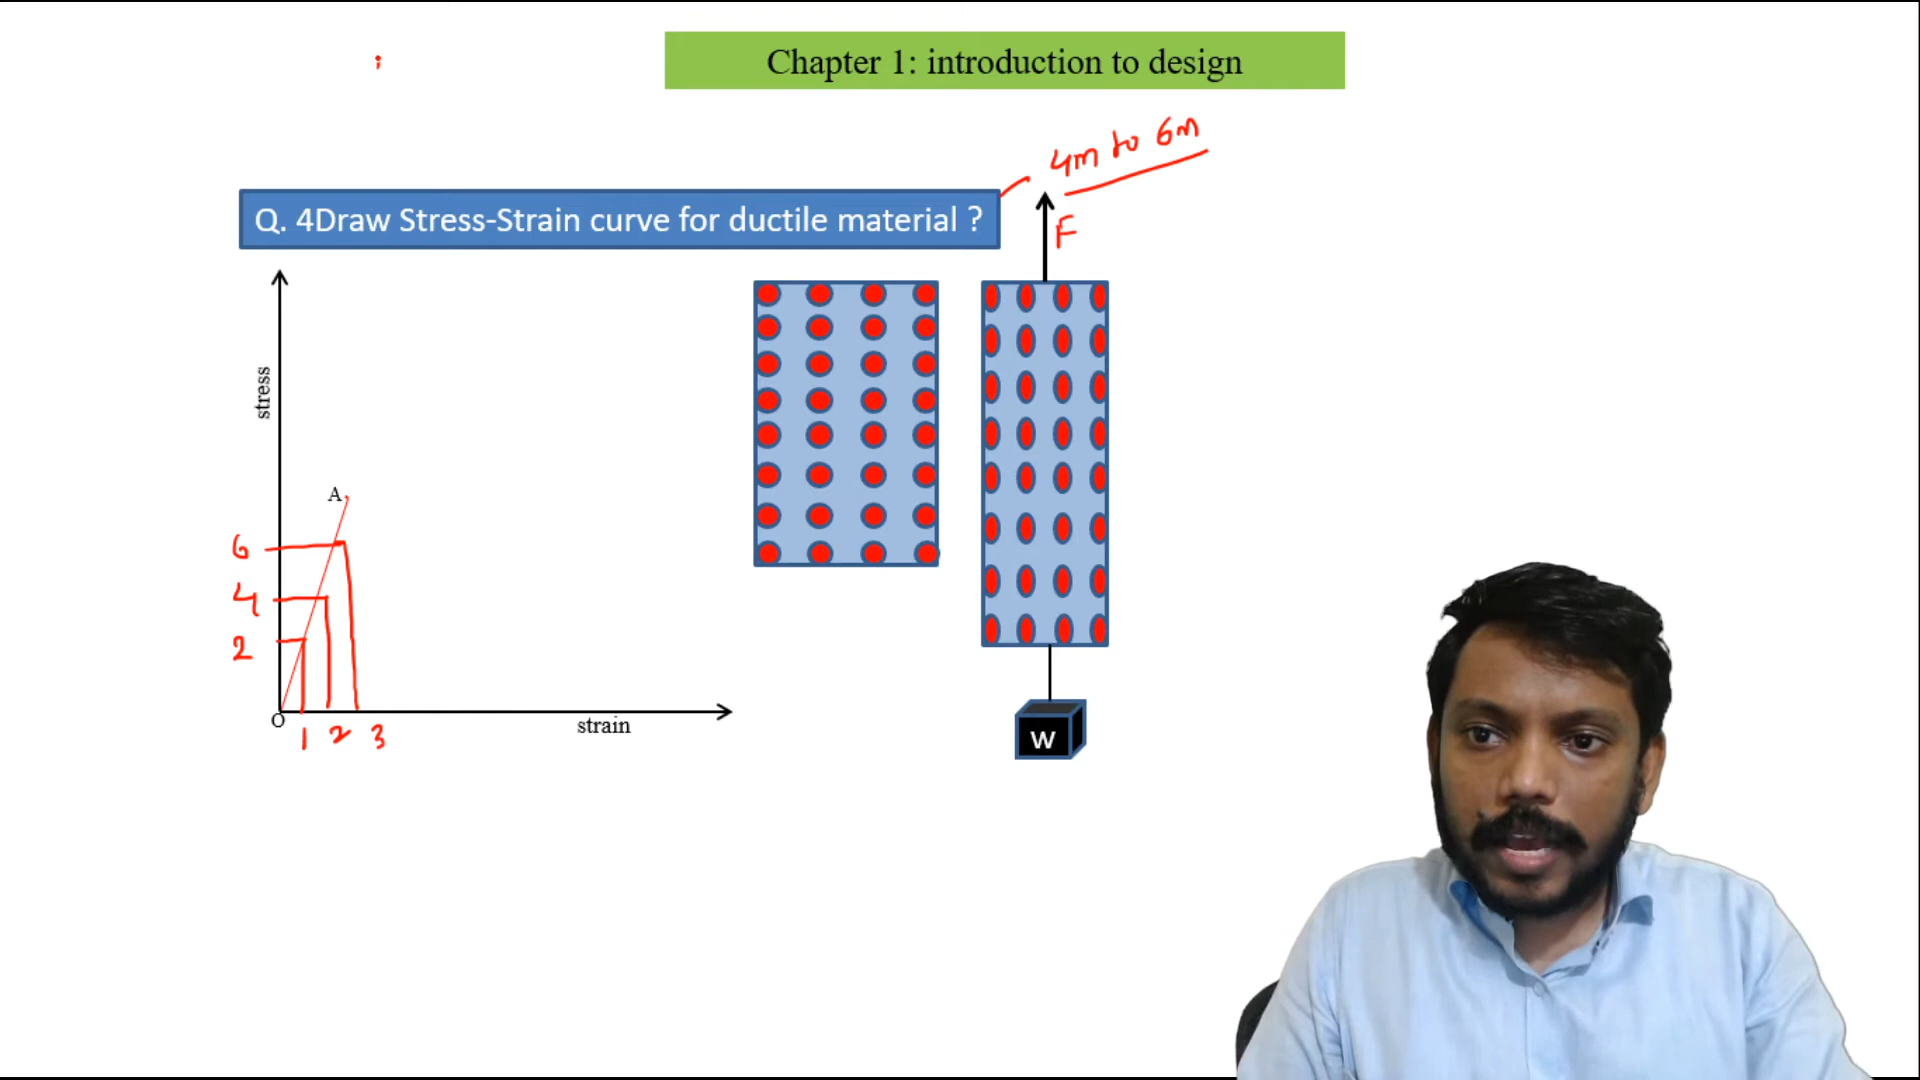 Chapter 1: introduction to design
4m to 6m
Q. 4Draw Stress-Strain curve for ductile material ?
F
stress
A
6
4
2
O
strain
1 2 3
W